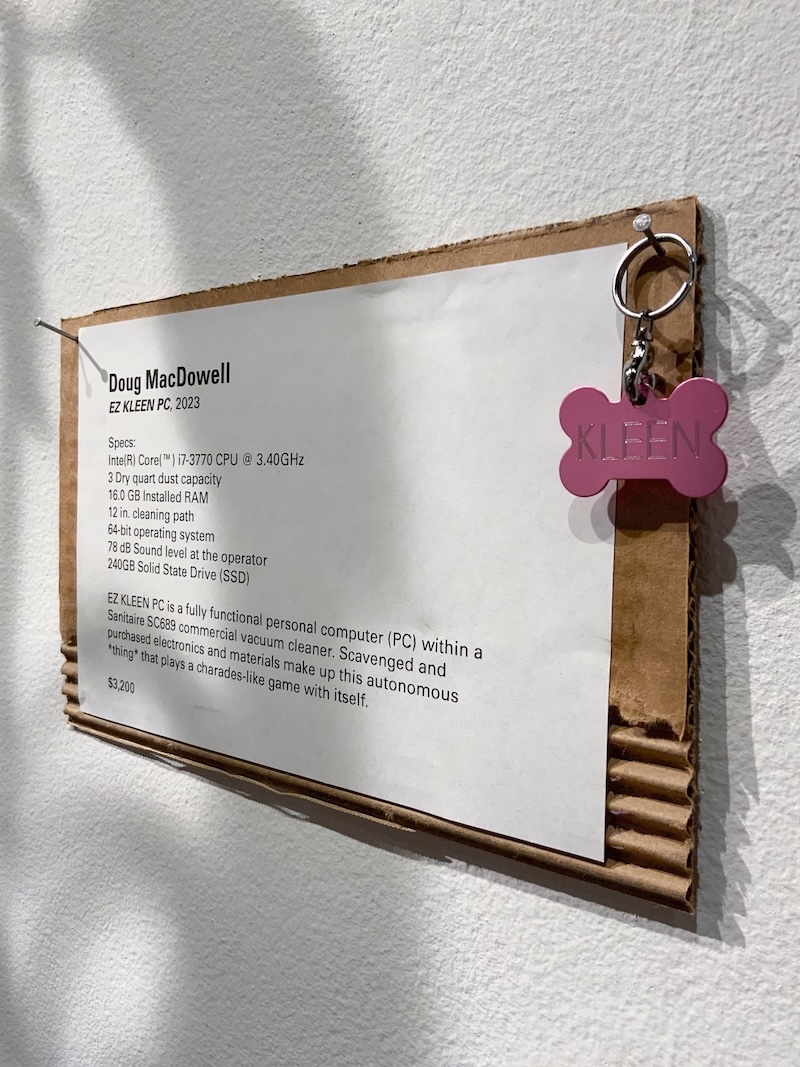 Doug MacDowell
EZ KLEEN PC, 2023
Specs:
Inte(R) Core(™) i7-3770 CPU @ 3.40GHz
3 Dry quart dust capacity
16.0 GB Installed RAM
12 in. cleaning path
64-bit operating system
78 dB Sound level at the operator
240GB Solid State Drive (SSD)
EZ KLEEN PC is a fully functional personal computer (PC) within a
Sanitaire SC689 commercial vacuum cleaner. Scavenged and
purchased electronics and materials make up this autonomous
*thing* that plays a charades-like game with itself.
$3,200
KLEEN